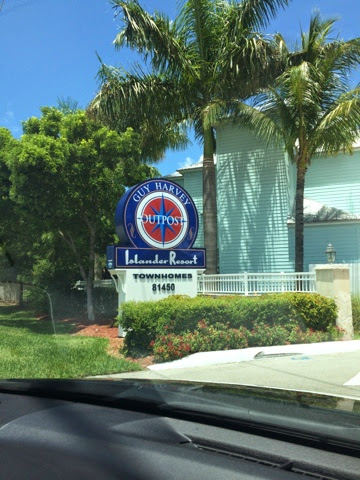 GUY HARVEY
OUTPOST
Islander Resort
TOWNHOMES
81450